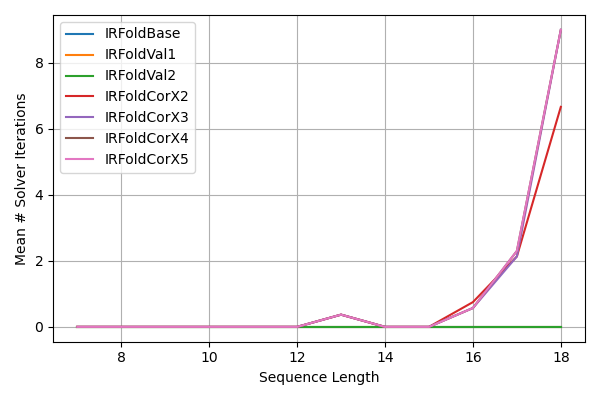 IRFoldBase
IRFoldVal1
IRFoldVal2
IRFoldCorX2
IRFoldCorX3
IRFoldCorX4
IRFoldCorX5
Mean # Solver Iterations
8
6
4
2
0
8 10 12 14 16 18
Sequence Length